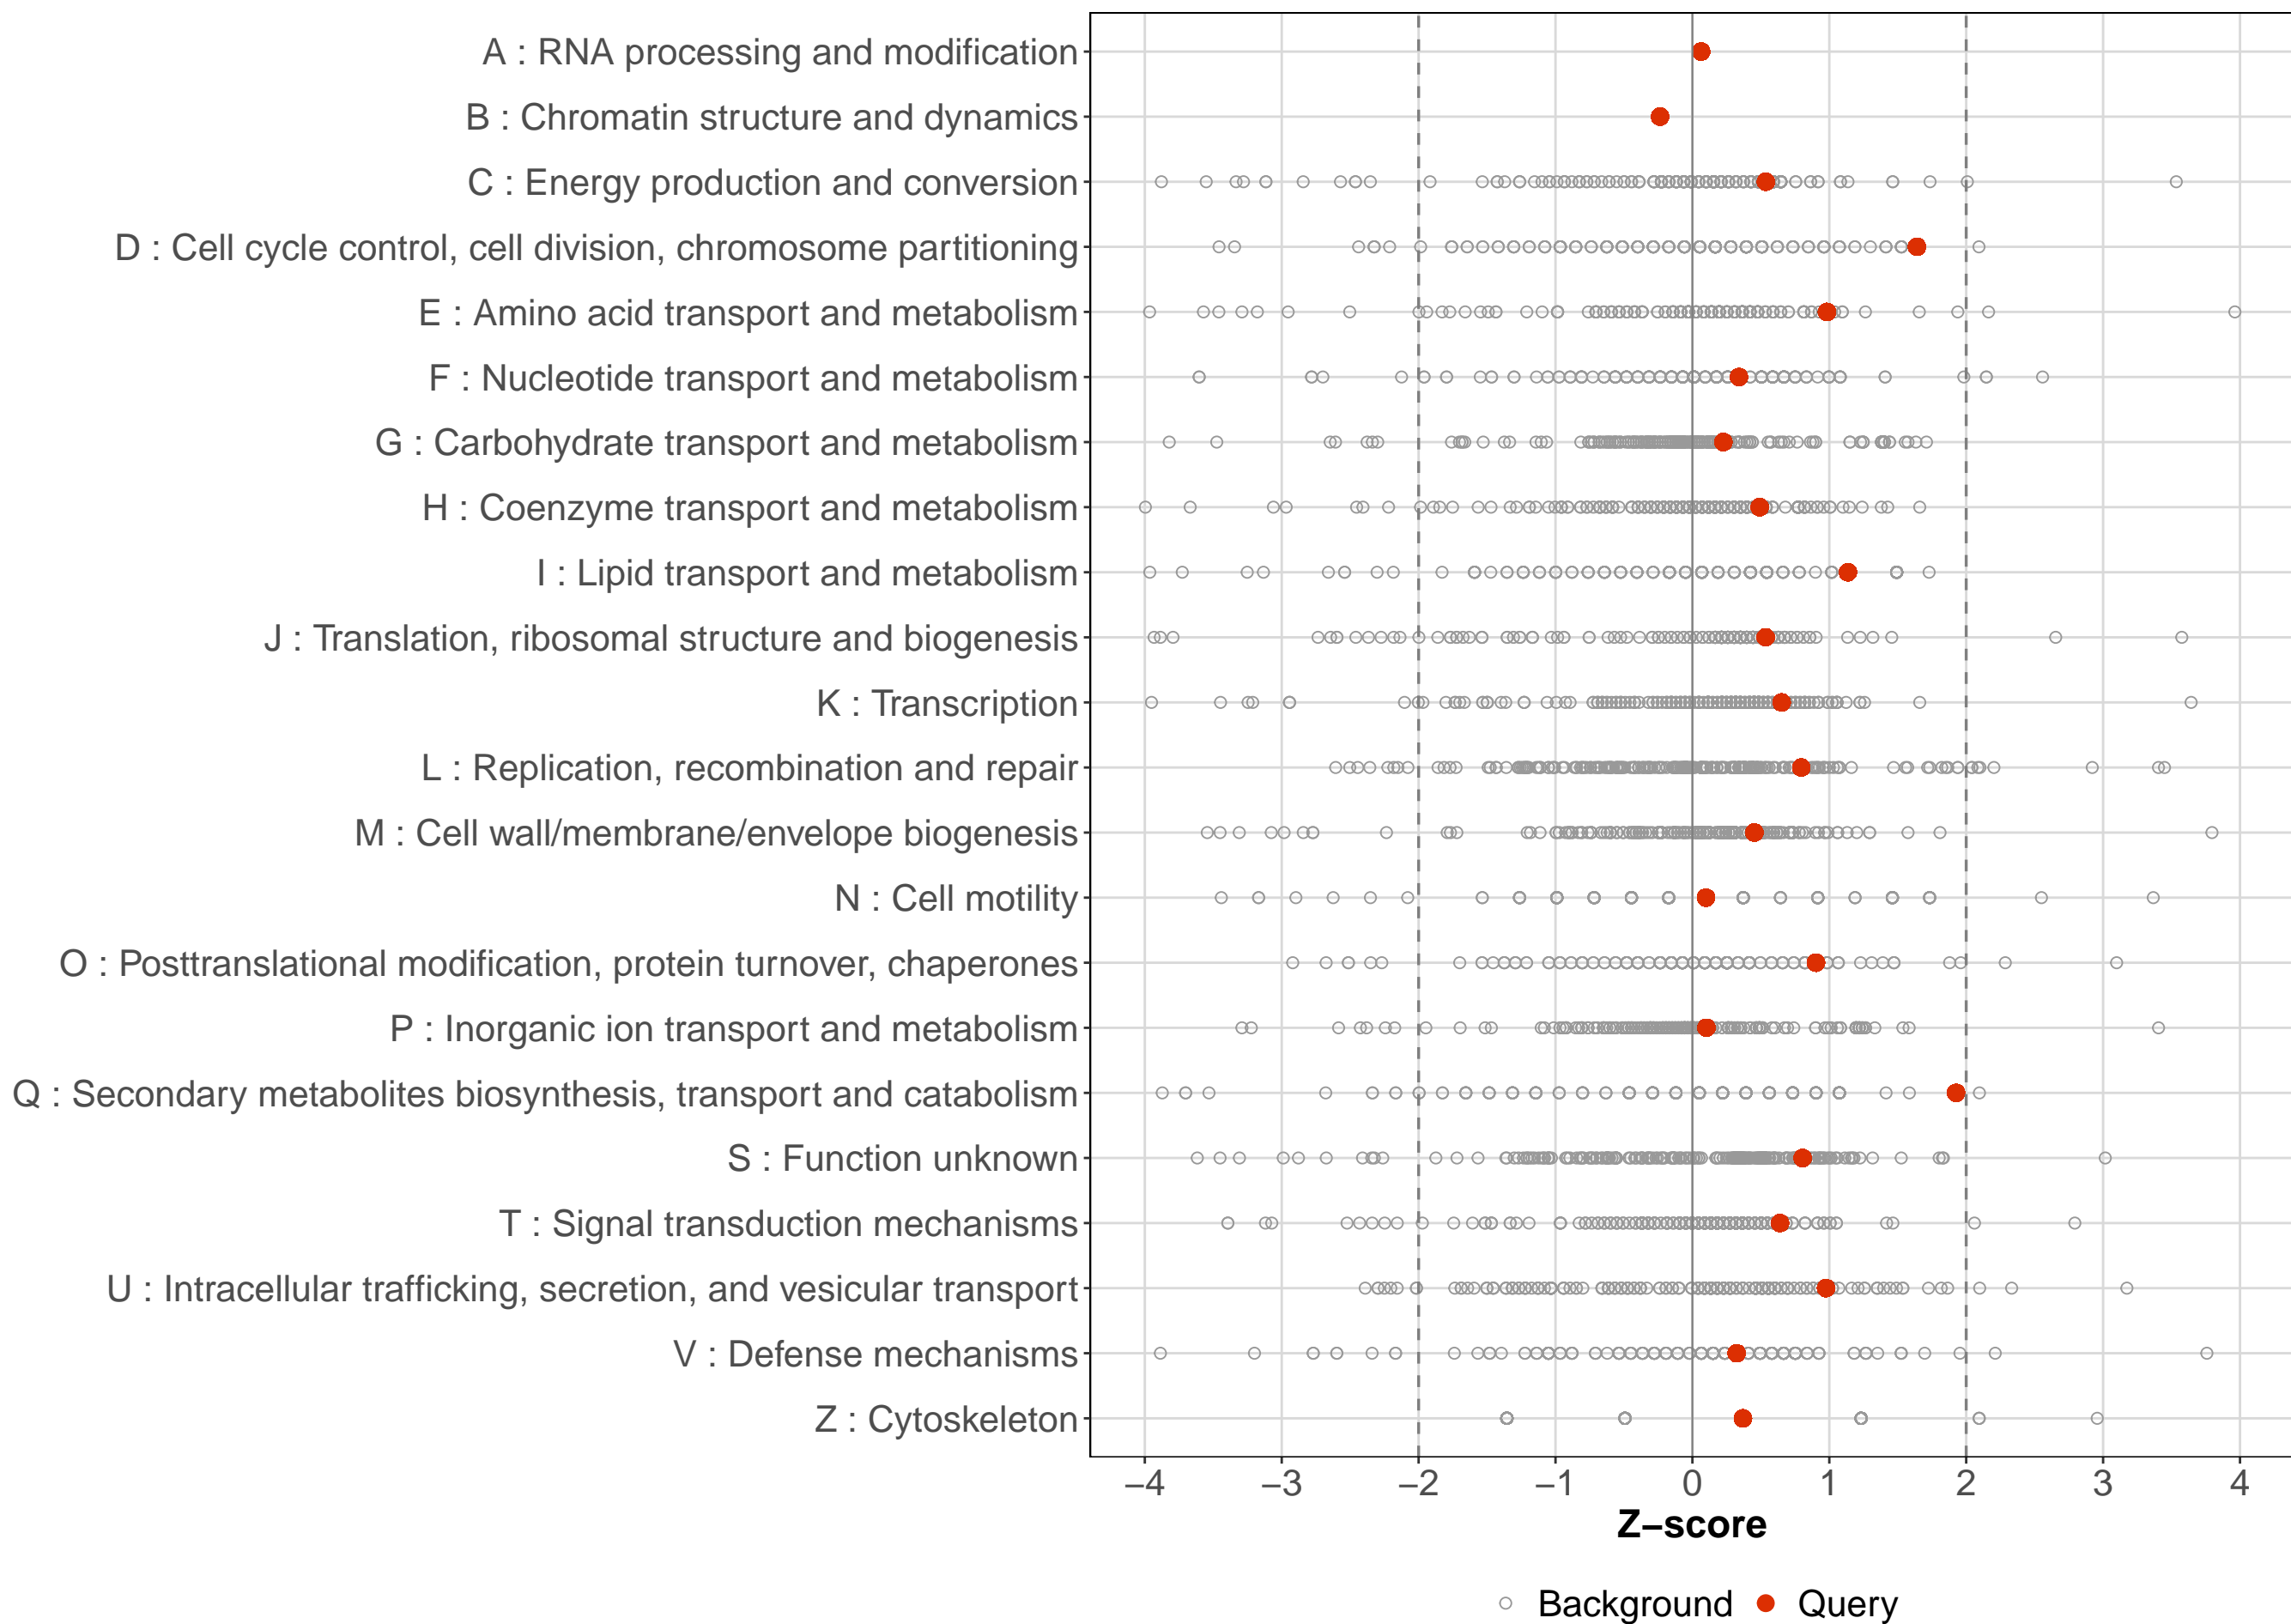 A : RNA processing and modification
B : Chromatin structure and dynamics
C : Energy production and conversion
D : Cell cycle control, cell division, chromosome partitioning
E : Amino acid transport and metabolism
F : Nucleotide transport and metabolism
G : Carbohydrate transport and metabolism
H : Coenzyme transport and metabolism
I : Lipid transport and metabolism
J : Translation, ribosomal structure and biogenesis
K : Transcription
L : Replication, recombination and repair
M : Cell wall/membrane/envelope biogenesis
N : Cell motility
O : Posttranslational modification, protein turnover, chaperones
P : Inorganic ion transport and metabolism
Q : Secondary metabolites biosynthesis, transport and catabolism
S : Function unknown
T : Signal transduction mechanisms
U : Intracellular trafficking, secretion, and vesicular transport
V : Defense mechanisms
Z : Cytoskeleton
−4 −3 −2 −1 0 1 2 3 4
Z−score
Background Query